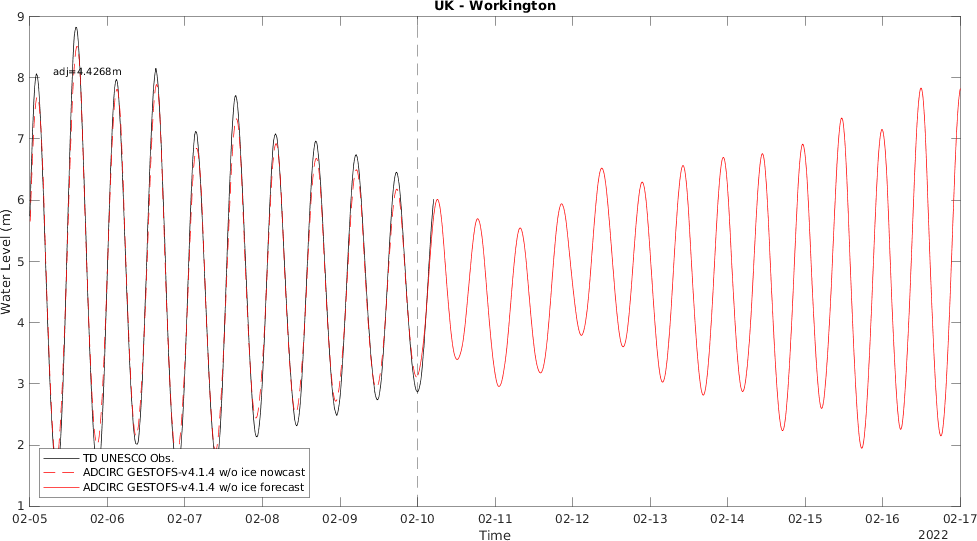 UK - Workington
9
8
7
6
5
4
3
2
1
Water Level (m)
adj=4.4268m
TD UNESCO Obs.
ADCIRC GESTOFS-v4.1.4 w/o ice nowcast
ADCIRC GESTOFS-v4.1.4 w/o ice forecast
02-05 02-06 02-07 02-08 02-09 02-10 02-11 02-12 02-13 02-14 02-15 02-16 02-17
Time
2022